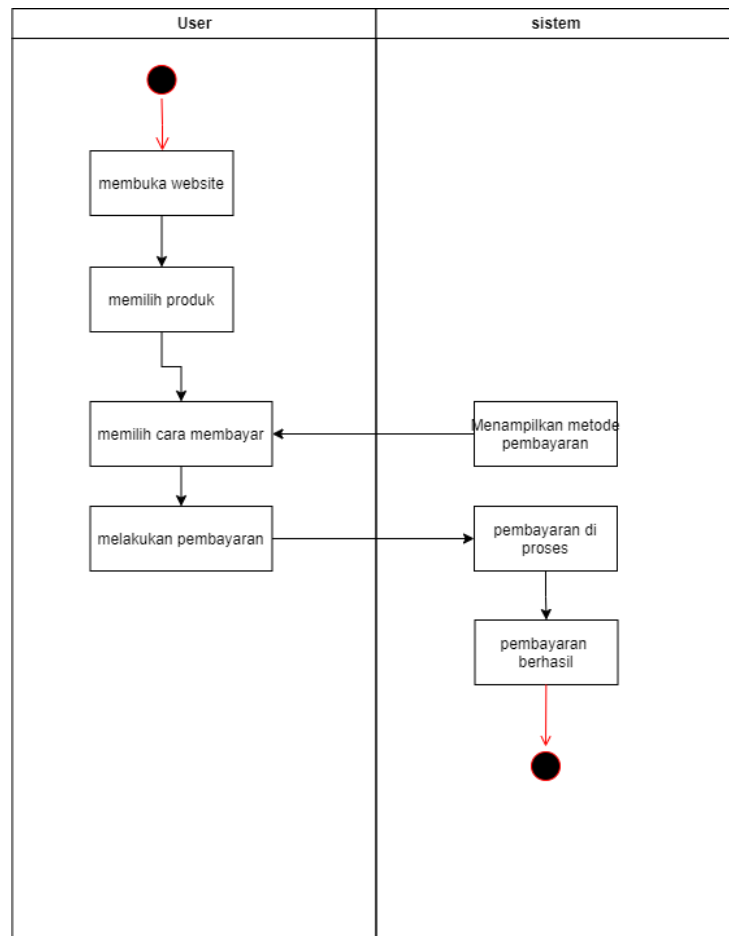 User
sistem
membuka website
memilih produk
memilih cara membayar
Menampilkan metode
pembayaran
melakukan pembayaran
pembayaran di
proses
pembayaran
berhasil